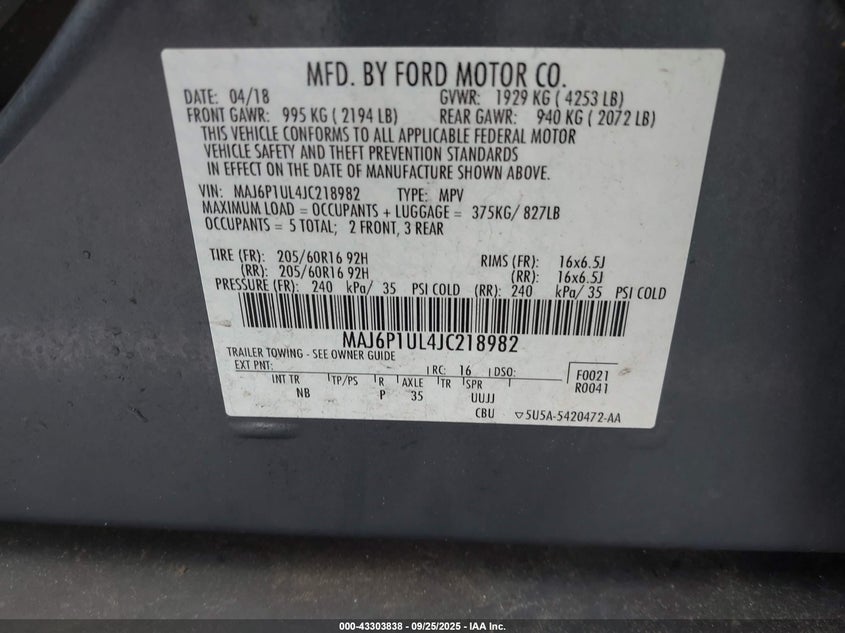 MFD. BY FORD MOTOR CO.
DATE: 04/18 GVWR: 1929 KG ( 4253 LB)
FRONT GAWR: 995 KG ( 2194 LB) REAR GAWR: 940 KG ( 2072 LB)
THIS VEHICLE CONFORMS TO ALL APPLICABLE FEDERAL MOTOR
VEHICLE SAFETY AND THEFT PREVENTION STANDARDS
IN EFFECT ON THE DATE OF MANUFACTURE SHOWN ABOVE.
VIN: MAJ6P1UL4JC218982 TYPE: MPV
MAXIMUM LOAD = OCCUPANTS + LUGGAGE = 375KG/ 827LB
OCCUPANTS = 5 TOTAL; 2 FRONT, 3 REAR
TIRE (FR): 205/60R16 92H RIMS (FR): 16x6.5J
(RR): 205/60R16 92H (RR): 16x6.5J
PRESSURE (FR): 240 kPa/ 35 PSI COLD (RR): 240 kPa/ 35 PSI COLD
MAJ6P1UL4JC218982
TRAILER TOWING - SEE OWNER GUIDE
EXT PNT: RC: 16 DSO: F0021
INT TR TP/PS R AXLE TR SPR R0041
NB P 35 UUJJ
CBU 5U5A-5420472-AA
000-43303838 - 09/25/2025 - IAA Inc.